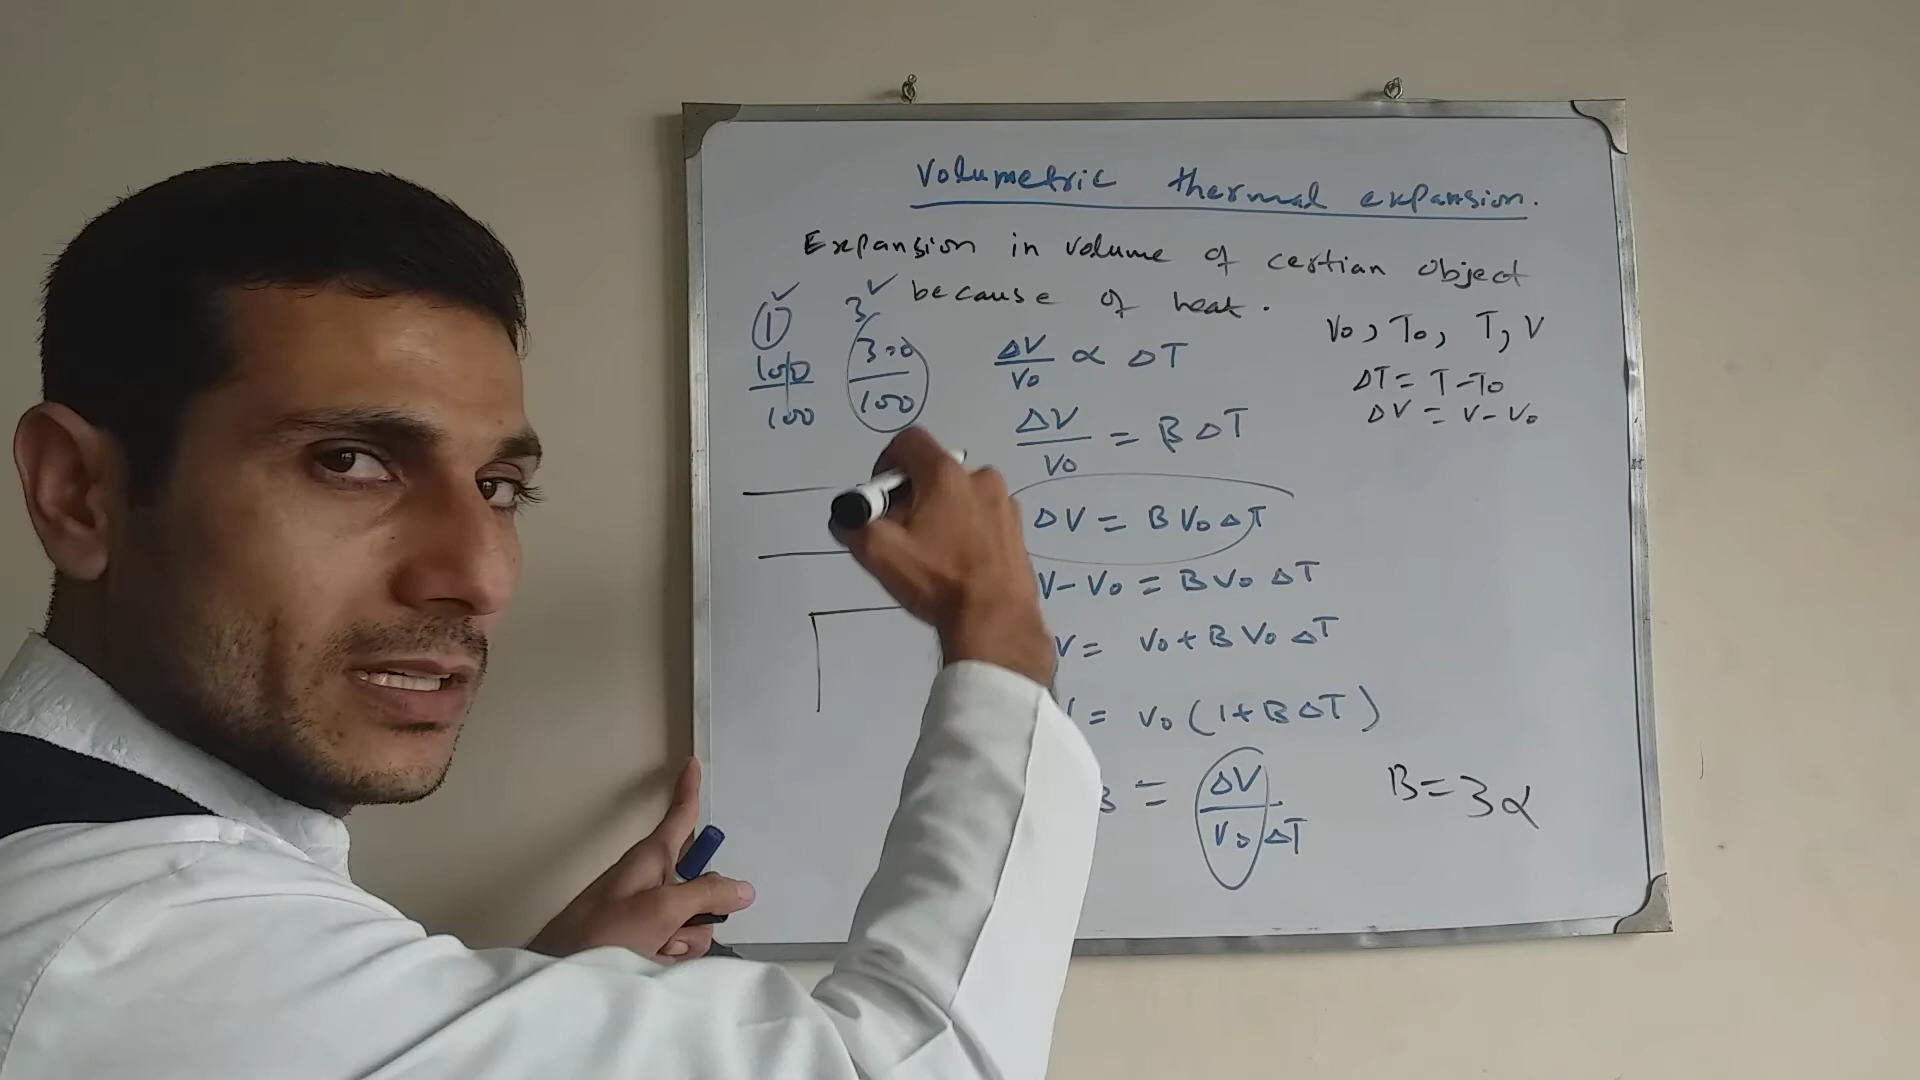 Volumetric thermal expansion.
Expansion in volume of certian object
because of heat.
1 3
100/100 300/100
V₀, T₀, T, V
ΔT = T-T₀
ΔV = V-V₀
ΔV/V₀ ∝ ΔT
ΔV/V₀ = B ΔT
ΔV = B V₀ ΔT
V-V₀ = B V₀ ΔT
V = V₀ + B V₀ ΔT
V = V₀ (1+BΔT)
B = ΔV/V₀ ΔT
B = 3α